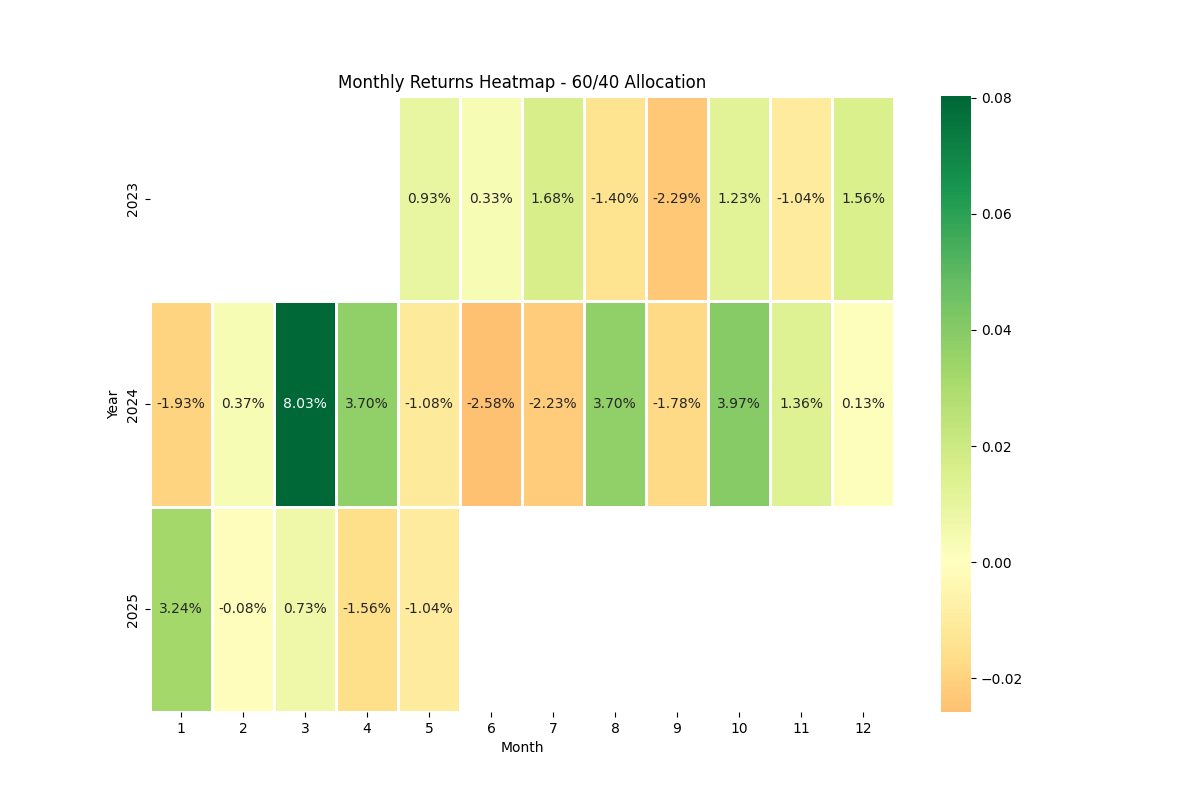 Monthly Returns Heatmap - 60/40 Allocation
0.08
2023
0.93% 0.33% 1.68% -1.40% -2.29% 1.23% -1.04% 1.56%
0.06
0.04
Year
2024
-1.93% 0.37% 8.03% 3.70% -1.08% -2.58% -2.23% 3.70% -1.78% 3.97% 1.36% 0.13%
0.02
0.00
2025
3.24% -0.08% 0.73% -1.56% -1.04%
−0.02
1 2 3 4 5 6 7 8 9 10 11 12
Month